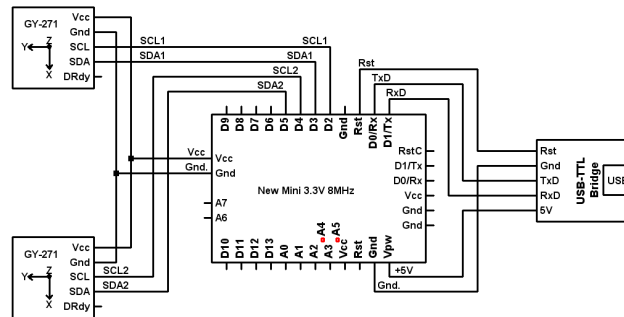 GY-271
Vcc
Gnd
SCL
SDA
DRdy
Y
Z
X
SCL1
SDA1
SCL2
SDA2
SCL1
SDA1
SCL2
SDA2
Rst
TxD
RxD
D9
D8
D7
D6
D5
D4
D3
D2
Gnd
Rst
D0/Rx
D1/Tx
Vcc
Gnd.
Vcc
Gnd
A7
A6
New Mini 3.3V 8MHz
RstC
D1/Tx
D0/Rx
Vcc
Gnd
Gnd
A4
A5
D10
D11
D12
D13
A0
A1
A2
A3
Vcc
Rst
Gnd
Vpw
+5V
Gnd.
Rst
Gnd
TxD
RxD
5V
USB-TTL
Bridge
USB
GY-271
Vcc
Gnd
SCL
SDA
DRdy
Y
Z
X
SCL2
SDA2